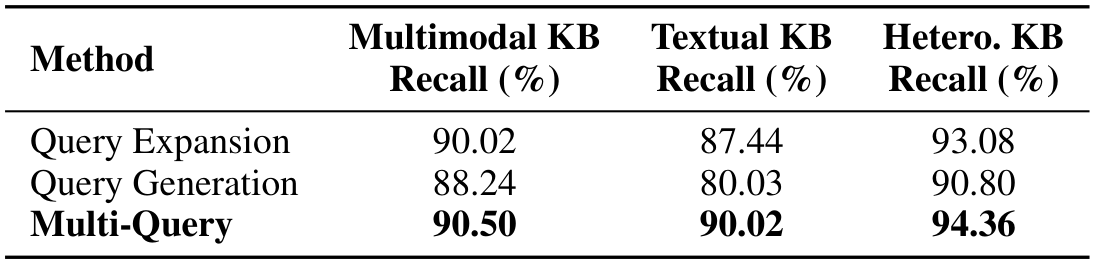 Method Multimodal KB Recall (%) Textual KB Recall (%) Hetero. KB Recall (%)
Query Expansion 90.02 87.44 93.08
Query Generation 88.24 80.03 90.80
Multi-Query 90.50 90.02 94.36